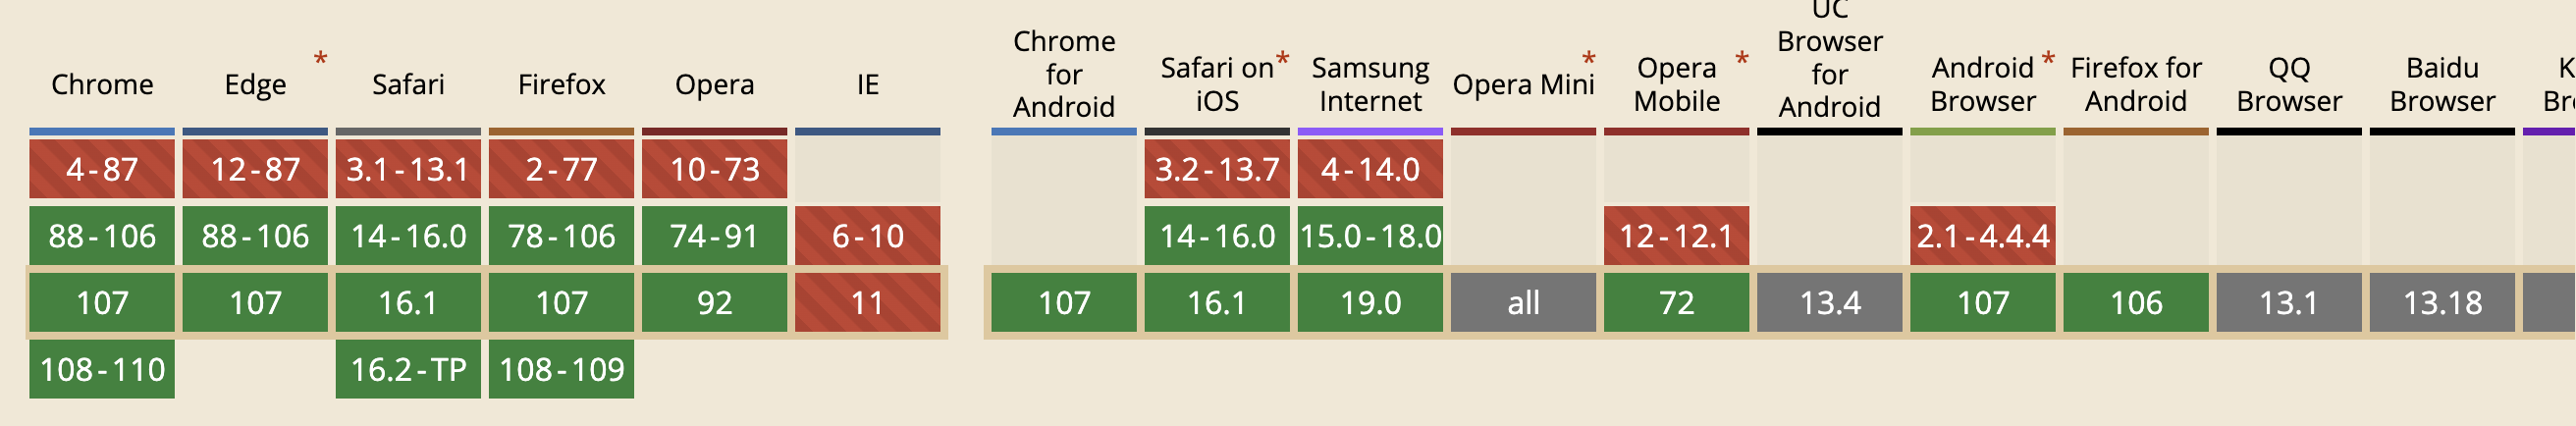 Chrome
Edge *
Safari
Firefox
Opera
IE
Chrome
for
Android
Safari on *
iOS
Samsung
Internet
Opera Mini *
Opera *
Mobile
UC
Browser
for
Android
Android *
Browser
Firefox for
Android
QQ
Browser
Baidu
Browser
4-87 12-87 3.1-13.1 2-77 10-73 3.2-13.7 4-14.0
88-106 88-106 14-16.0 78-106 74-91 6-10 14-16.0 15.0-18.0 12-12.1 2.1-4.4.4
107 107 16.1 107 92 11 107 16.1 19.0 all 72 13.4 107 106 13.1 13.18
108-110 16.2-TP 108-109